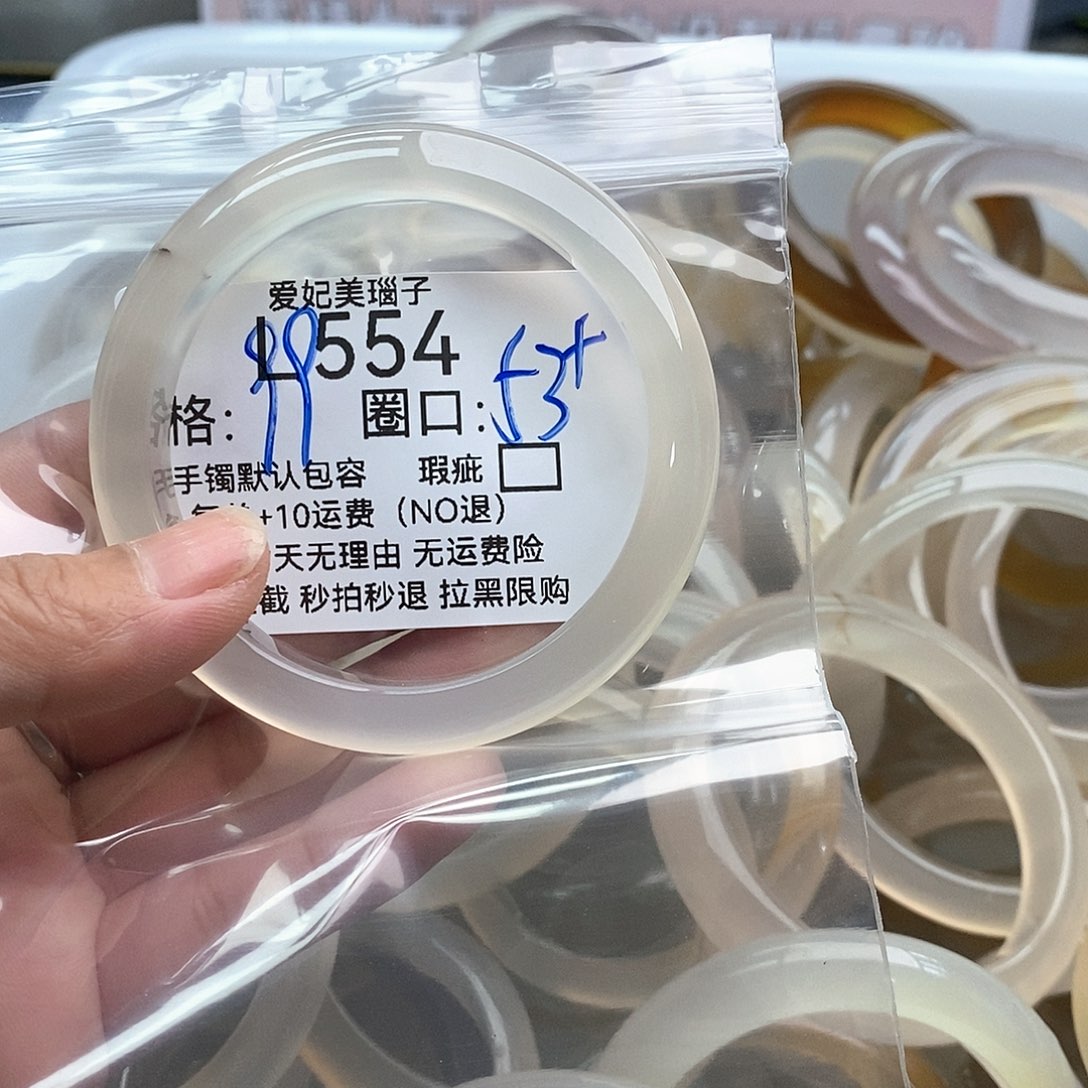 爱妃美瑙子
L 554
格: 99 圈口: 53+
手镯默认包容 瑕疵
+10运费（NO退）
天无理由 无运费险
截 秒拍秒退 拉黑限购